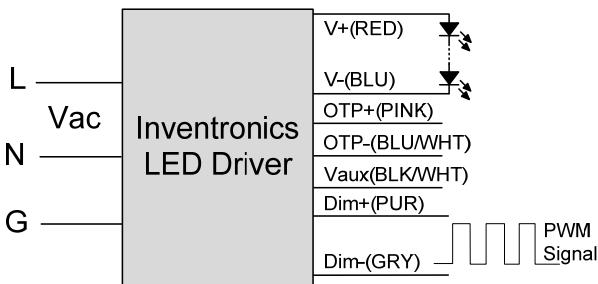 V+(RED)
L
V-(BLU)
Vac
OTP+(PINK)
Inventronics
LED Driver
N
OTP-(BLU/WHT)
Vaux(BLK/WHT)
Dim+(PUR)
G
PWM
Signal
Dim-(GRY)